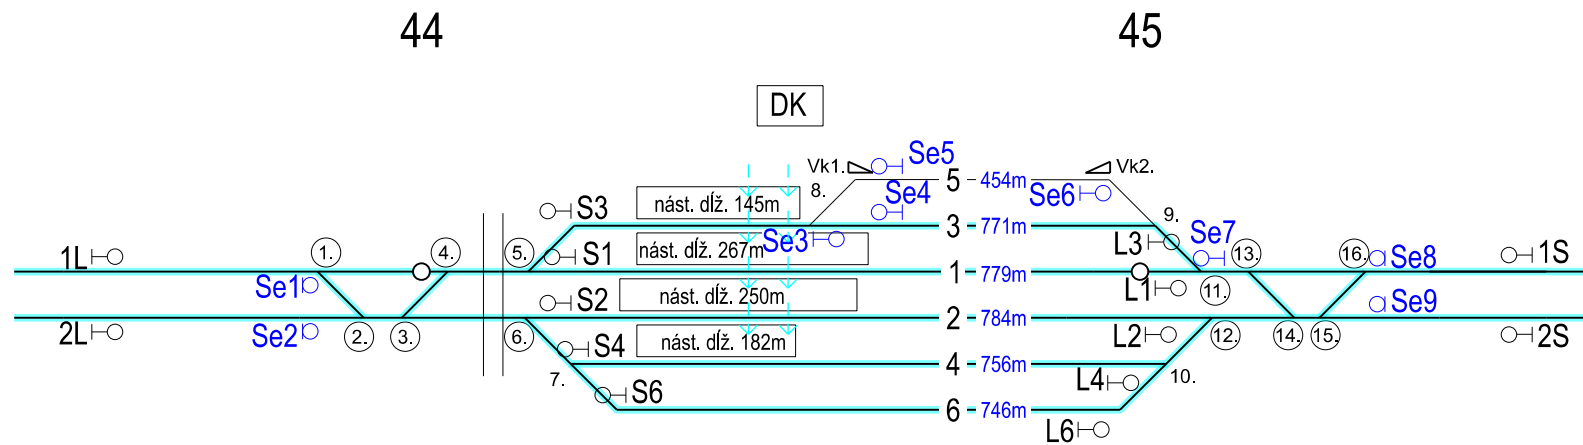 44 45
DK
Vk1. Se5 Vk2.
8. 5 454m Se6
S3 nást. dĺž. 145m Se4 9.
3 771m
1L 1. 4. 5. S1 nást. dĺž. 267m Se3 L3 Se7 13. 16. Se8 1S
1 779m
Se1 S2 nást. dĺž. 250m L1 11. Se9
2 784m
2L Se2 2. 3. 6. S4 nást. dĺž. 182m L2 12. 14. 15. 2S
4 756m
7. S6 L4 10.
6 746m
L6